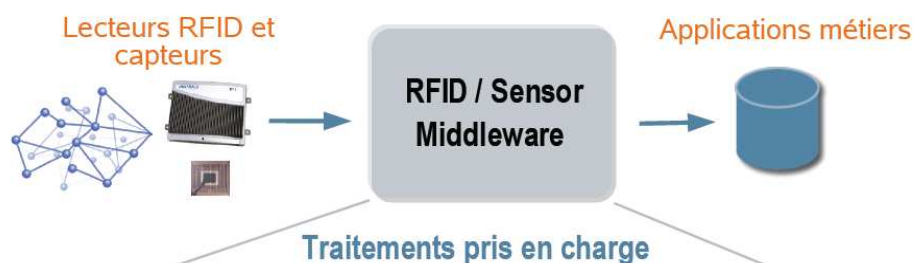 Lecteurs RFID et
capteurs
Applications métiers
RFID / Sensor
Middleware
Traitements pris en charge